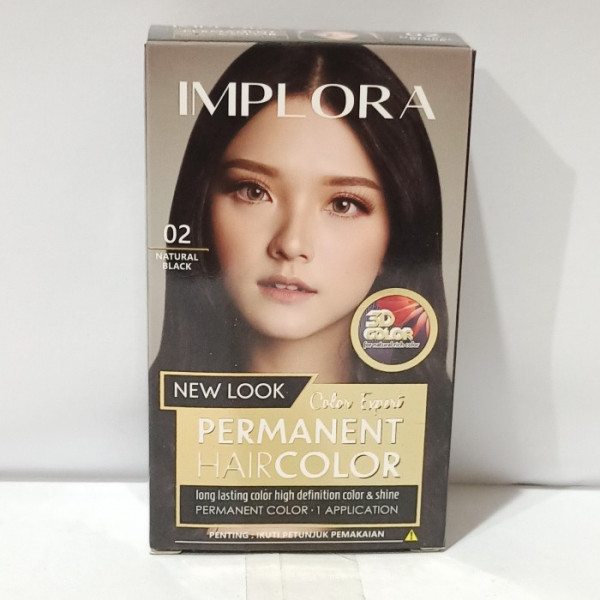 02
IMPLORA
02
NATURAL
BLACK
3D
COLOR
NEW LOOK
Color Expert
PERMANENT
HAIRCOLOR
long lasting color high definition color & shine
PERMANENT COLOR · 1 APPLICATION
PENTING : IKUTI PETUNJUK PEMAKAIAN